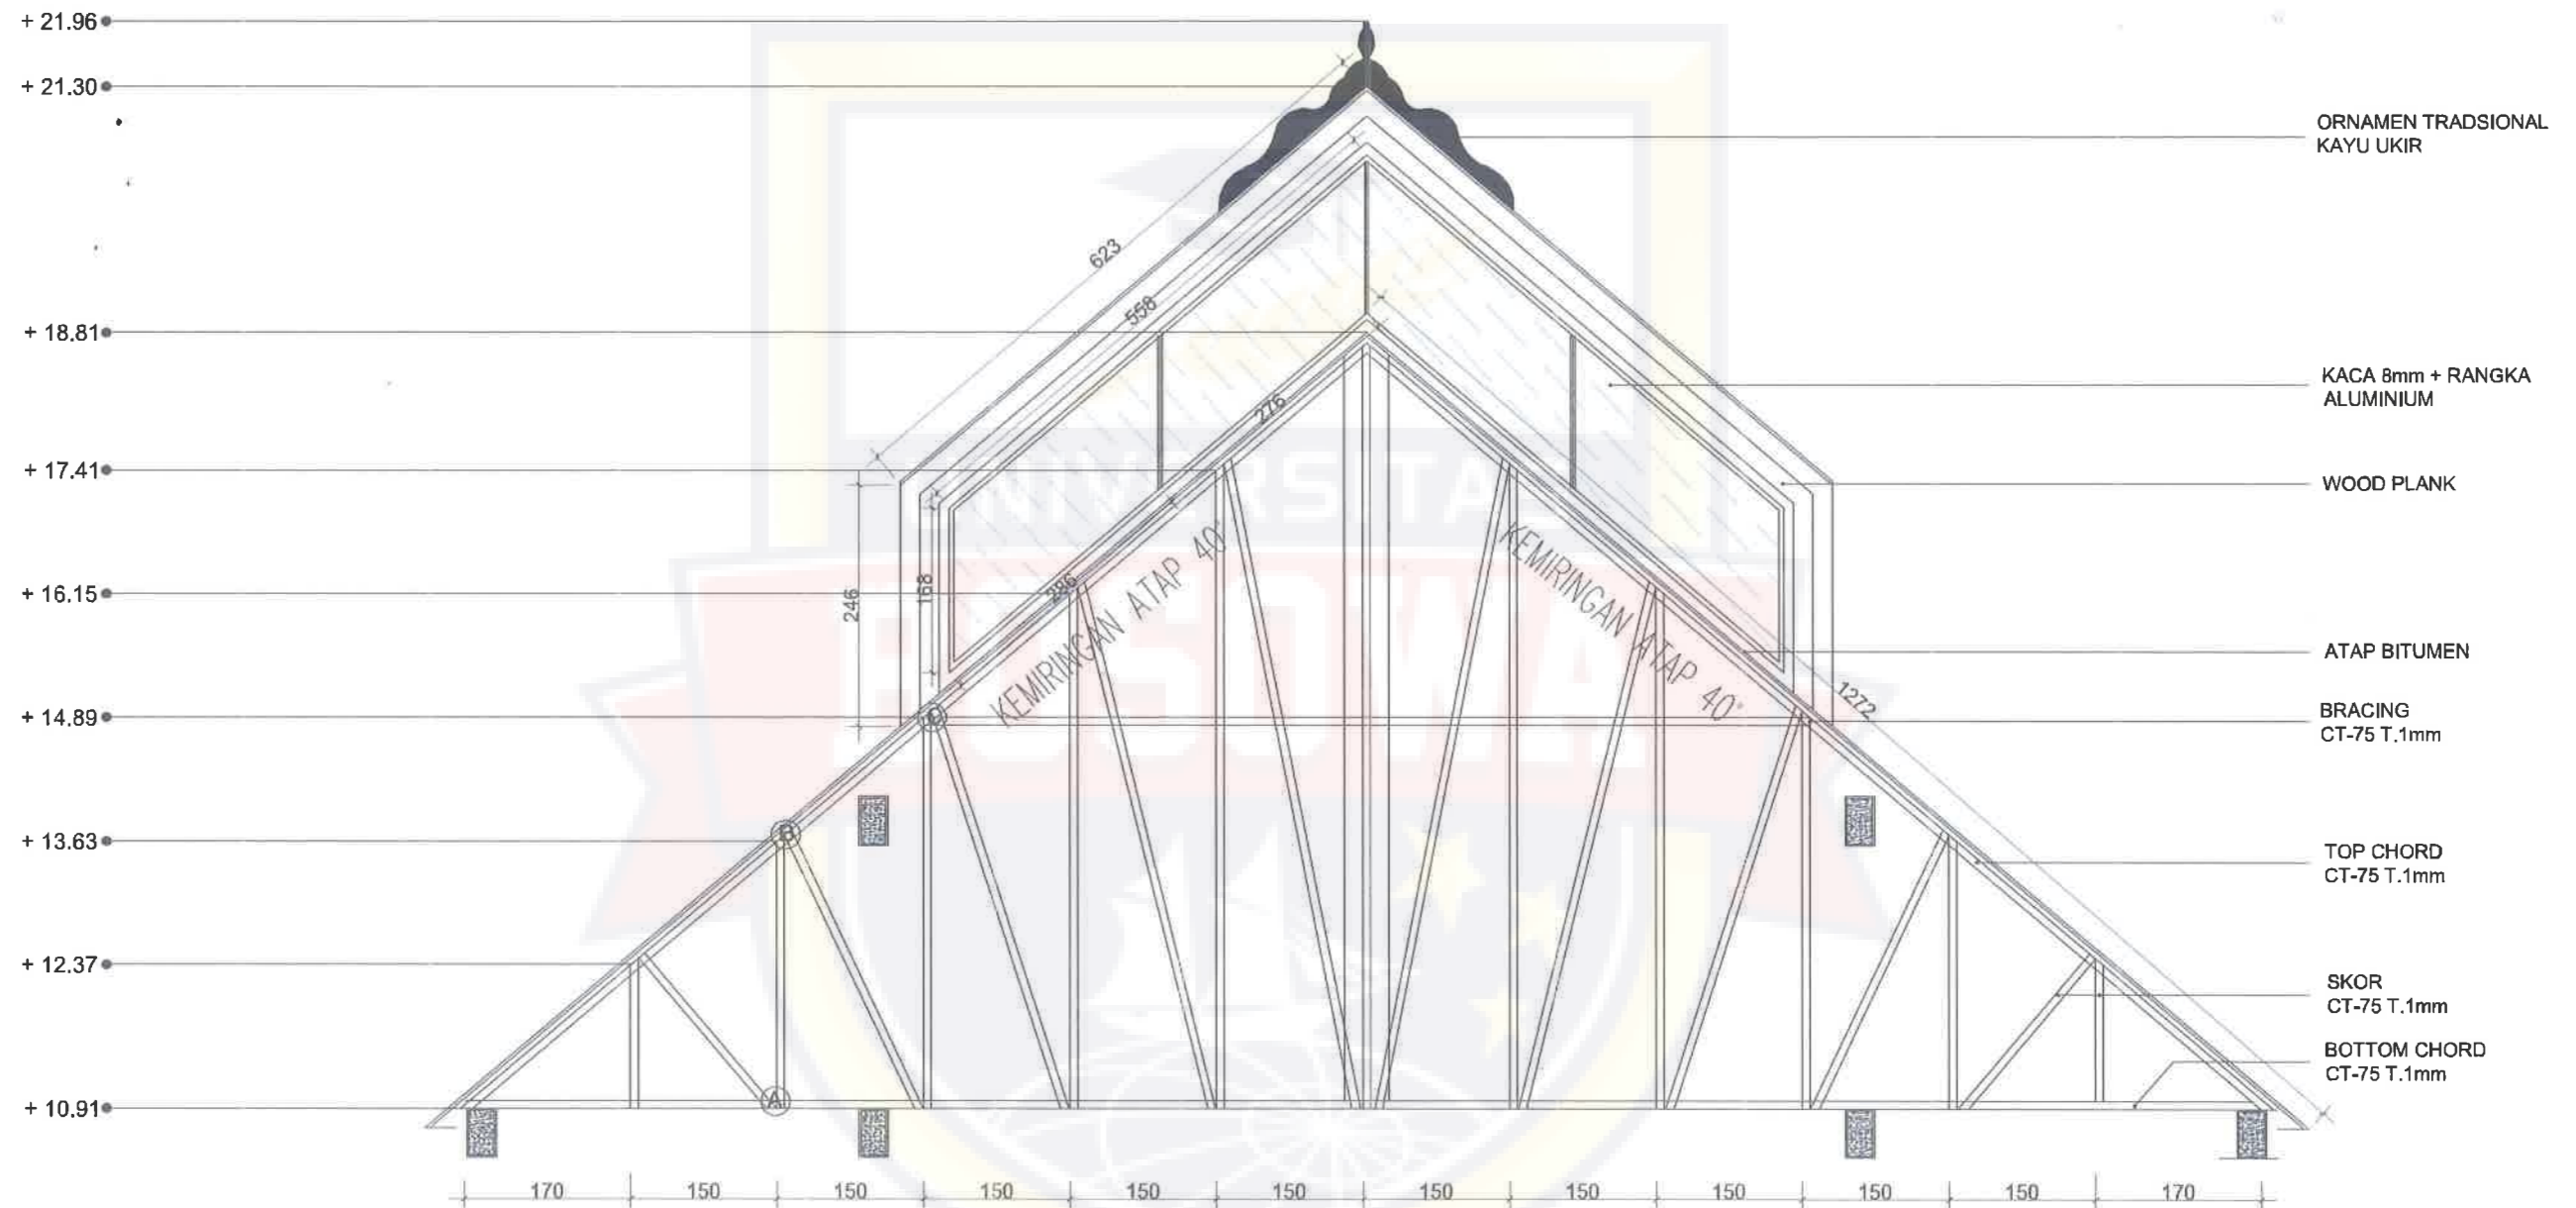 + 21.96
+ 21.30
+ 18.81
+ 17.41
+ 16.15
+ 14.89
+ 13.63
+ 12.37
+ 10.91
ORNAMEN TRADSIONAL
KAYU UKIR
KACA 8mm + RANGKA
ALUMINIUM
WOOD PLANK
ATAP BITUMEN
BRACING
CT-75 T.1mm
TOP CHORD
CT-75 T.1mm
SKOR
CT-75 T.1mm
BOTTOM CHORD
CT-75 T.1mm
623
558
276
286
246
168
1272
KEMIRINGAN ATAP 40°
KEMIRINGAN ATAP 40°
UNIVERSITAS
BOSOWA
B
A
170 150 150 150 150 150 150 150 150 150 150 170